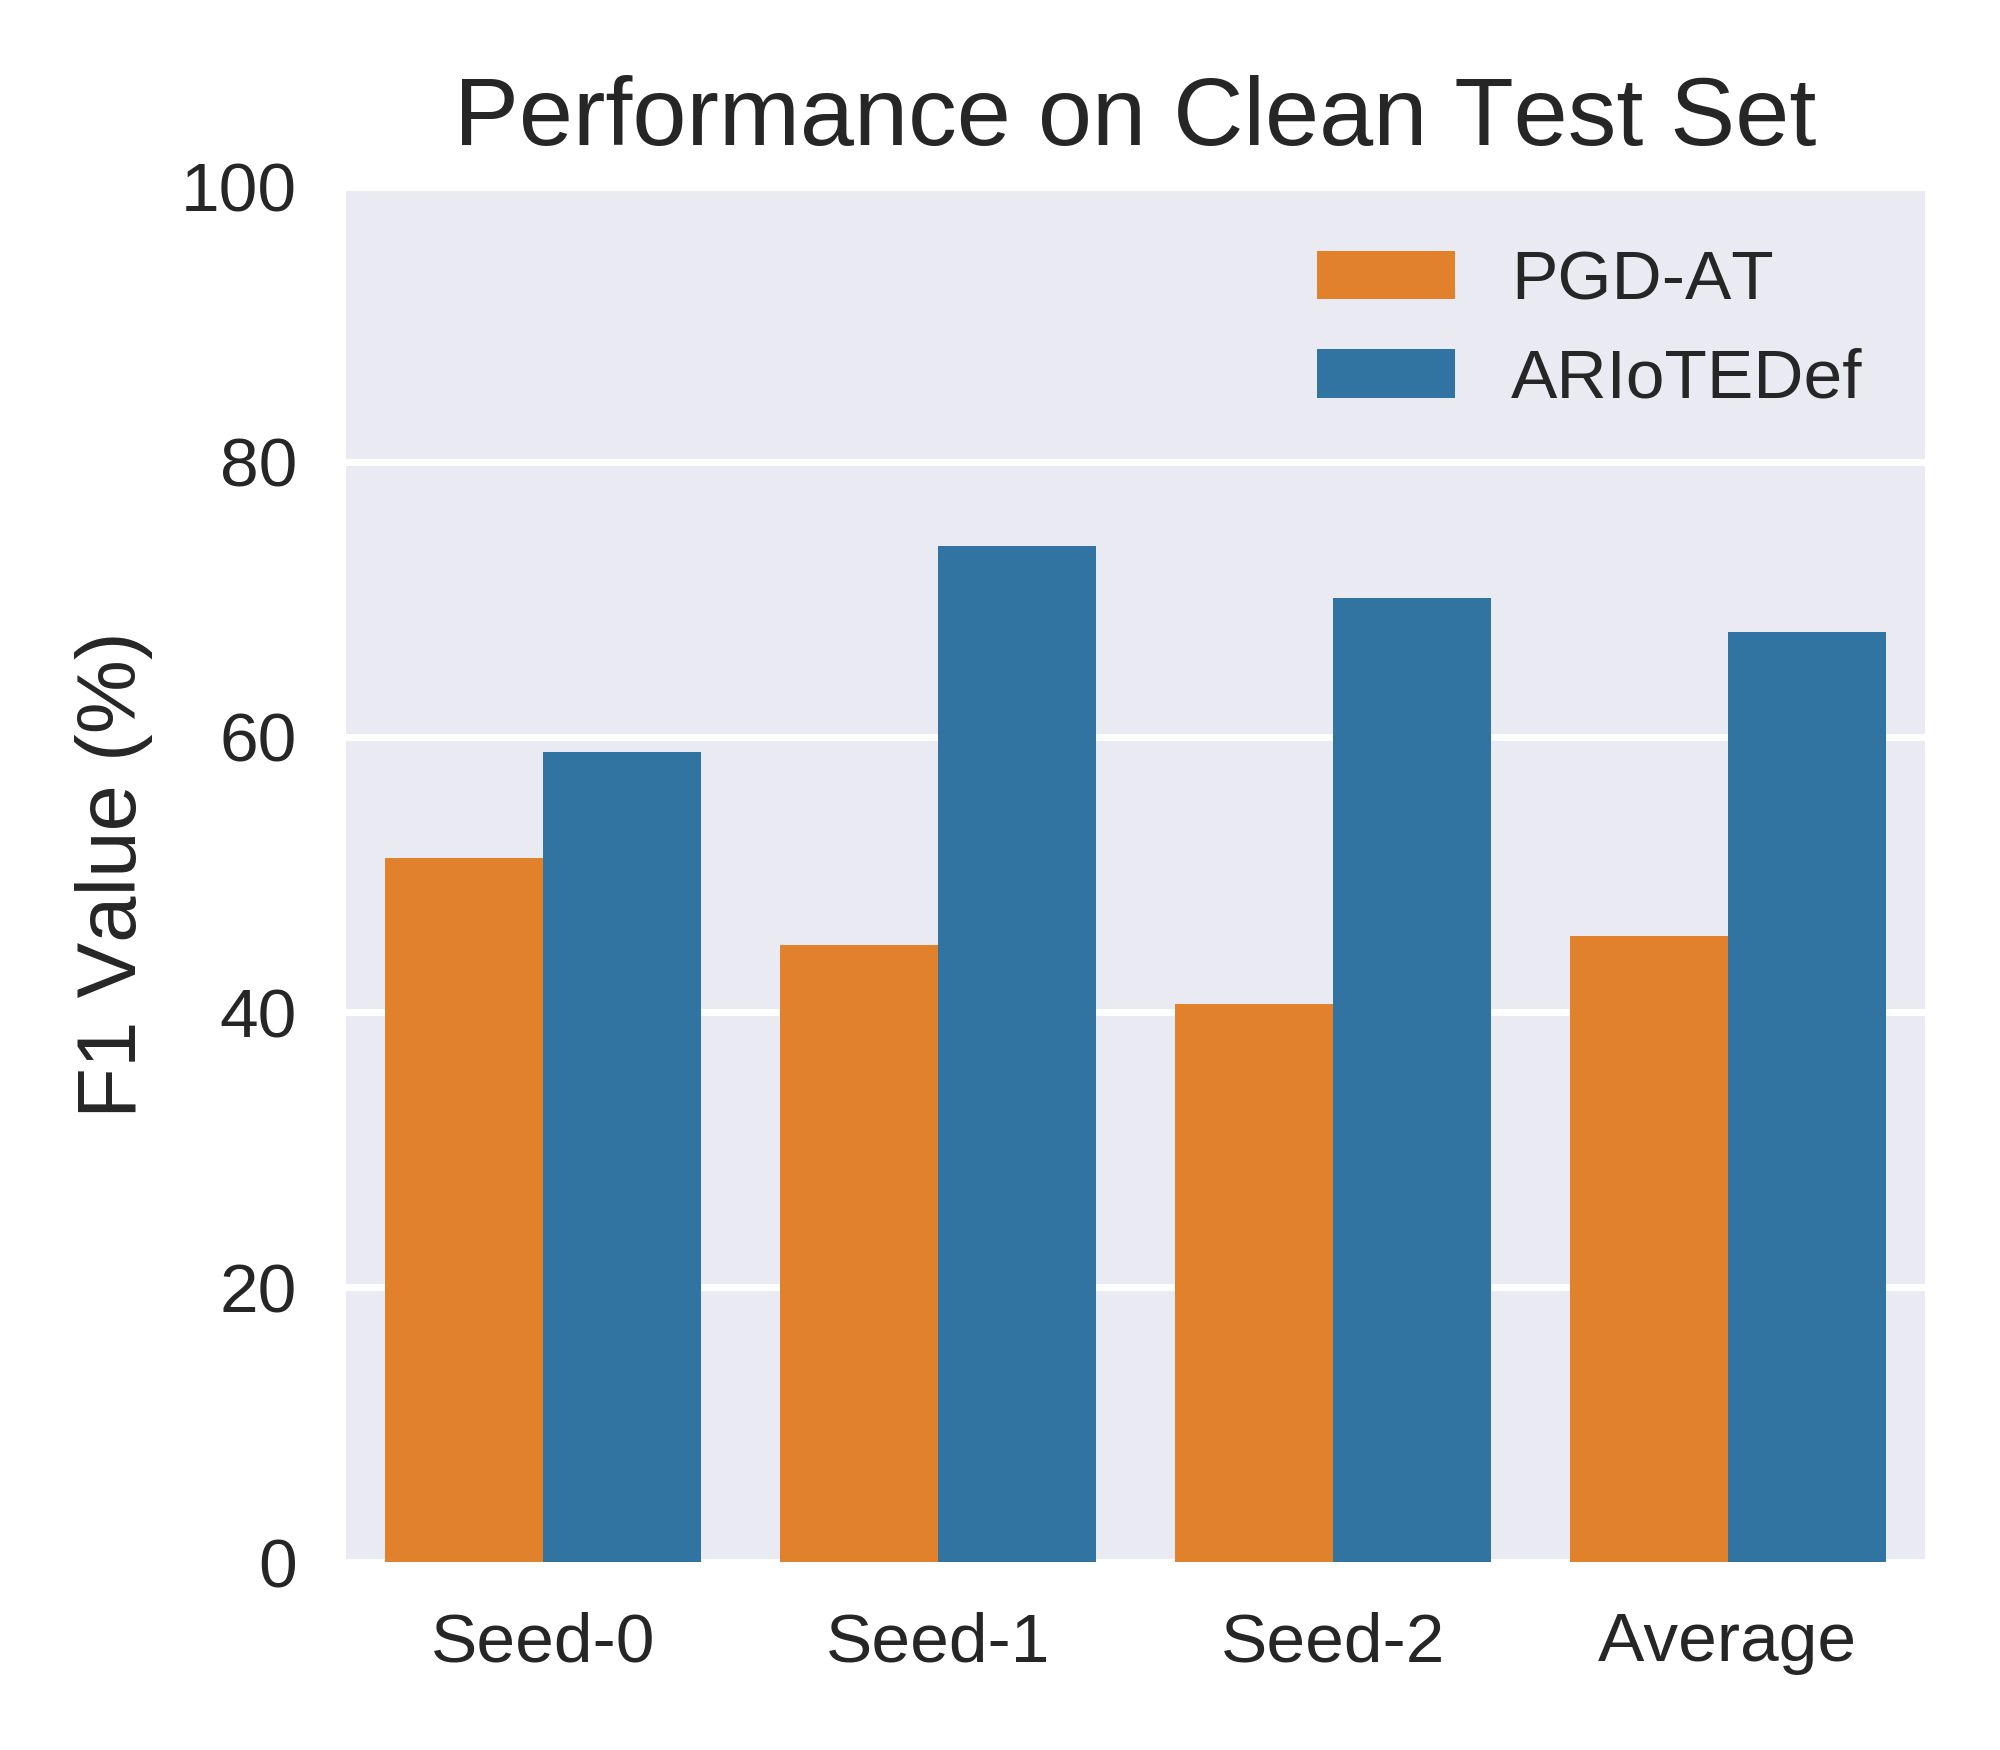 Performance on Clean Test Set
100
80
60
40
20
0
F1 Value (%)
PGD-AT
ARIoTEDef
Seed-0
Seed-1
Seed-2
Average